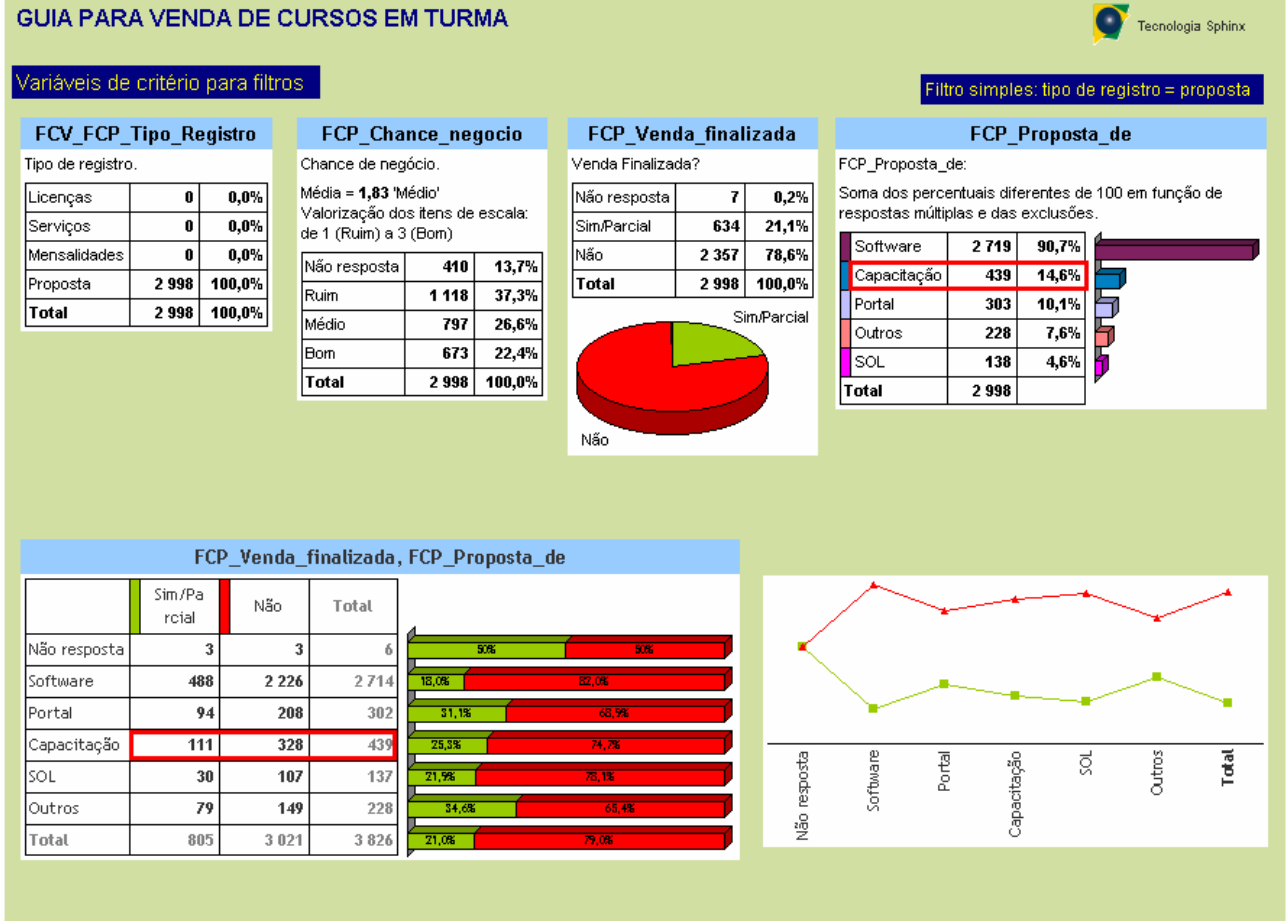 GUIA PARA VENDA DE CURSOS EM TURMA
Tecnologia Sphinx
Variáveis de critério para filtros
Filtro simples: tipo de registro = proposta
FCV_FCP_Tipo_Registro
Tipo de registro.
Licenças 0 0,0%
Serviços 0 0,0%
Mensalidades 0 0,0%
Proposta 2 998 100,0%
Total 2 998 100,0%
FCP_Chance_negocio
Chance de negócio.
Média = 1,83 'Médio'
Valorização dos itens de escala:
de 1 (Ruim) a 3 (Bom)
Não resposta 410 13,7%
Ruim 1 118 37,3%
Médio 797 26,6%
Bom 673 22,4%
Total 2 998 100,0%
FCP_Venda_finalizada
Venda Finalizada?
Não resposta 7 0,2%
Sim/Parcial 634 21,1%
Não 2 357 78,6%
Total 2 998 100,0%
Sim/Parcial
Não
FCP_Proposta_de
FCP_Proposta_de:
Soma dos percentuais diferentes de 100 em função de
respostas múltiplas e das exclusões.
Software 2 719 90,7%
Capacitação 439 14,6%
Portal 303 10,1%
Outros 228 7,6%
SOL 138 4,6%
Total 2 998
FCP_Venda_finalizada, FCP_Proposta_de
Sim/Pa
rcial
Não
Total
Não resposta 3 3 6 50% 50%
Software 488 2 226 2 714 18,0% 82,0%
Portal 94 208 302 31,1% 68,9%
Capacitação 111 328 439 25,3% 74,7%
SOL 30 107 137 21,9% 78,1%
Outros 79 149 228 34,6% 65,4%
Total 805 3 021 3 826 21,0% 79,0%
Não resposta
Software
Portal
Capacitação
SOL
Outros
Total